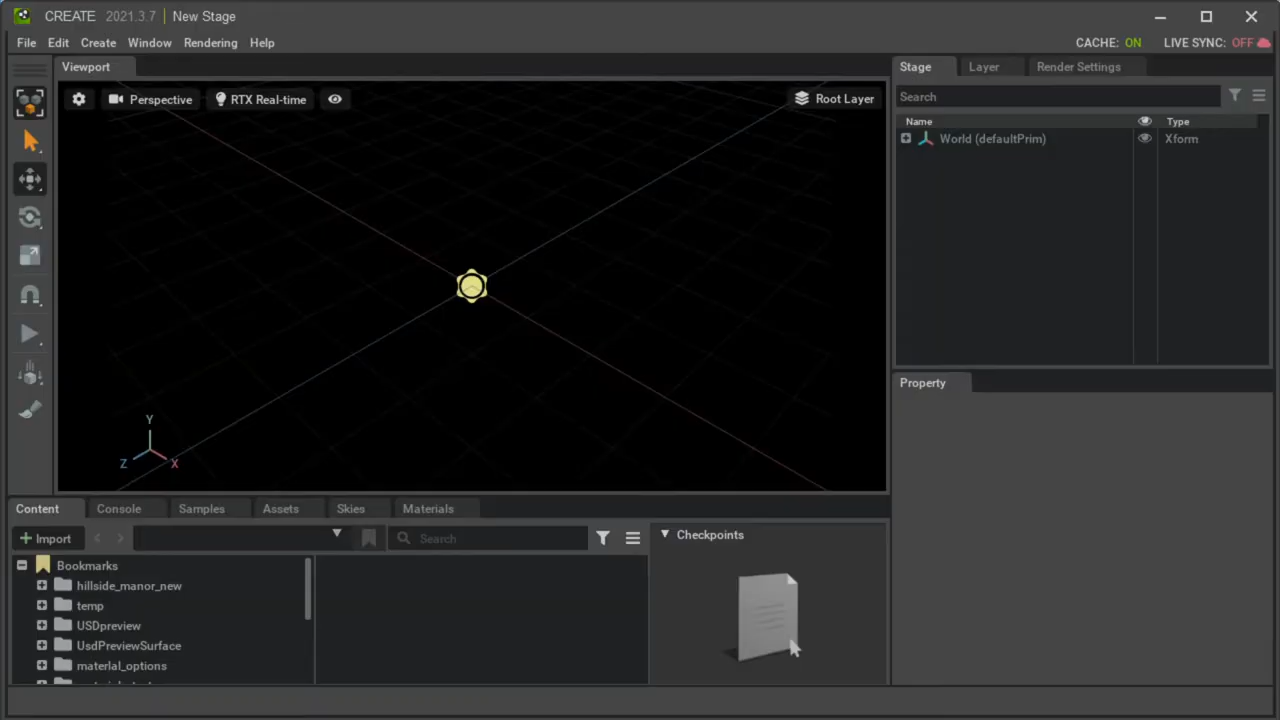 CREATE 2021.3.7 | New Stage
File Edit Create Window Rendering Help
CACHE: ON LIVE SYNC: OFF
Viewport
Stage Layer Render Settings
Perspective RTX Real-time Root Layer
Search
Name Type
World (defaultPrim) Xform
Y
Z X
Property
Content Console Samples Assets Skies Materials
Import Search
Checkpoints
Bookmarks
hillside_manor_new
temp
USDpreview
UsdPreviewSurface
material_options